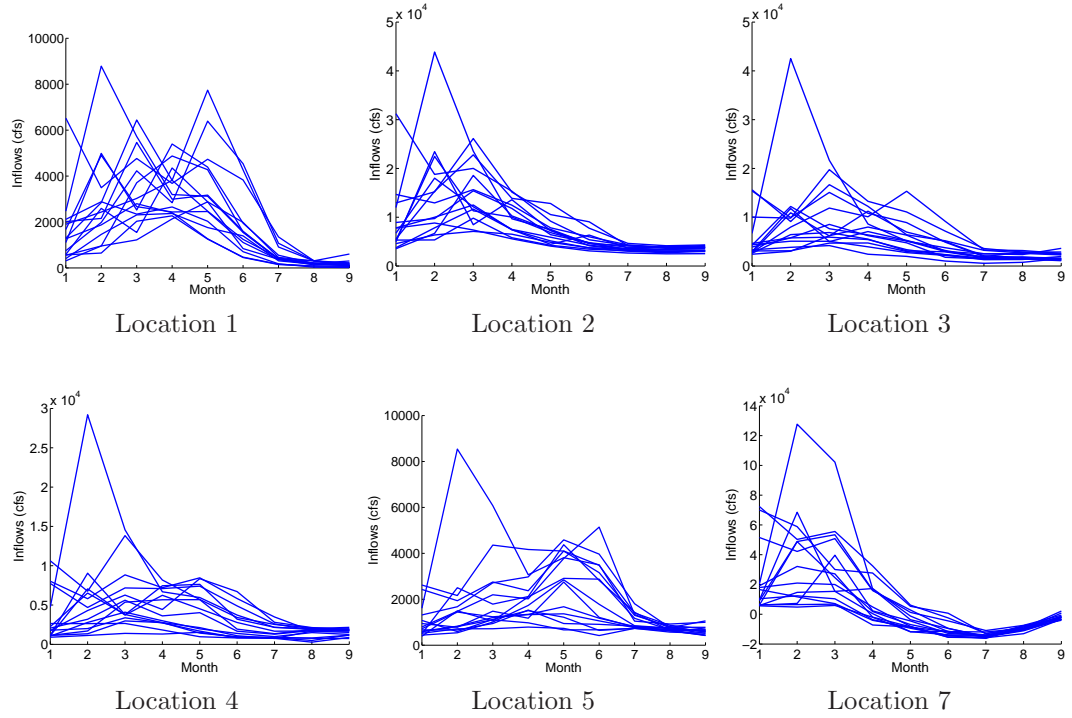 10000
8000
6000
4000
2000
0
Inflows (cfs)
1 2 3 4 5 6 7 8 9
Month
Location 1
5 x 10^4
4
3
2
1
0
Inflows (cfs)
1 2 3 4 5 6 7 8 9
Month
Location 2
5 x 10^4
4
3
2
1
0
Inflows (cfs)
1 2 3 4 5 6 7 8 9
Month
Location 3
3 x 10^4
2.5
2
1.5
1
0.5
0
Inflows (cfs)
1 2 3 4 5 6 7 8 9
Month
Location 4
10000
8000
6000
4000
2000
0
Inflows (cfs)
1 2 3 4 5 6 7 8 9
Month
Location 5
14 x 10^4
12
10
8
6
4
2
0
−2
Inflows (cfs)
1 2 3 4 5 6 7 8 9
Month
Location 7